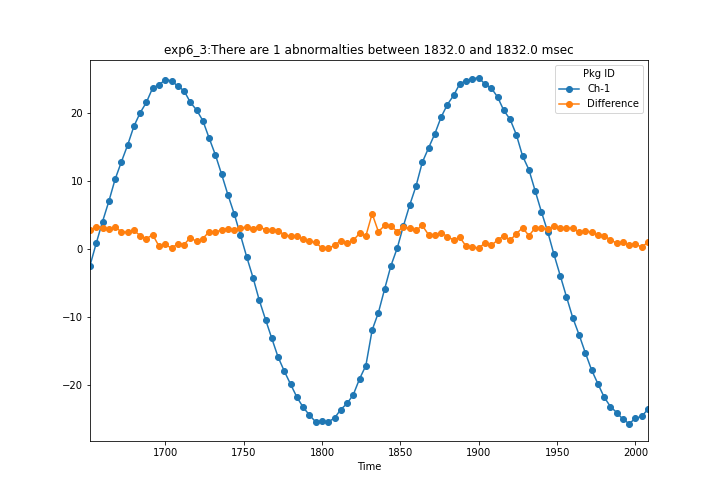 exp6_3:There are 1 abnormalties between 1832.0 and 1832.0 msec
Pkg ID
Ch-1
Difference
20
10
0
−10
−20
1700 1750 1800 1850 1900 1950 2000
Time